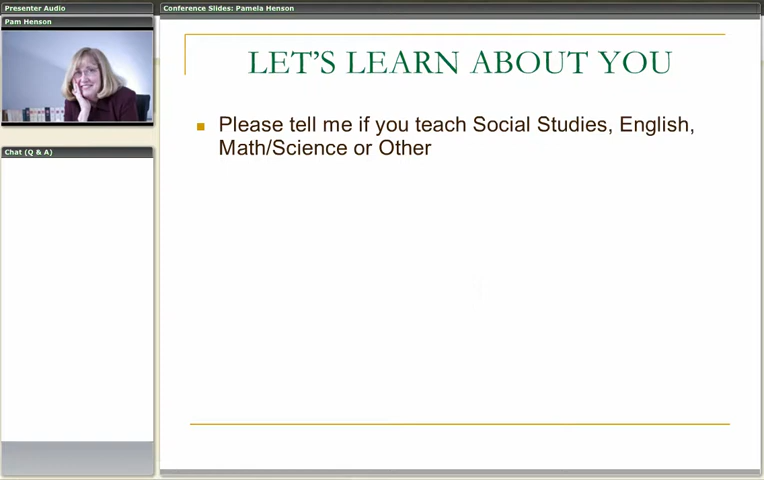 Presenter Audio
Conference Slides: Pamela Henson
Pam Henson
Chat (Q & A)
LET'S LEARN ABOUT YOU
Please tell me if you teach Social Studies, English,
Math/Science or Other